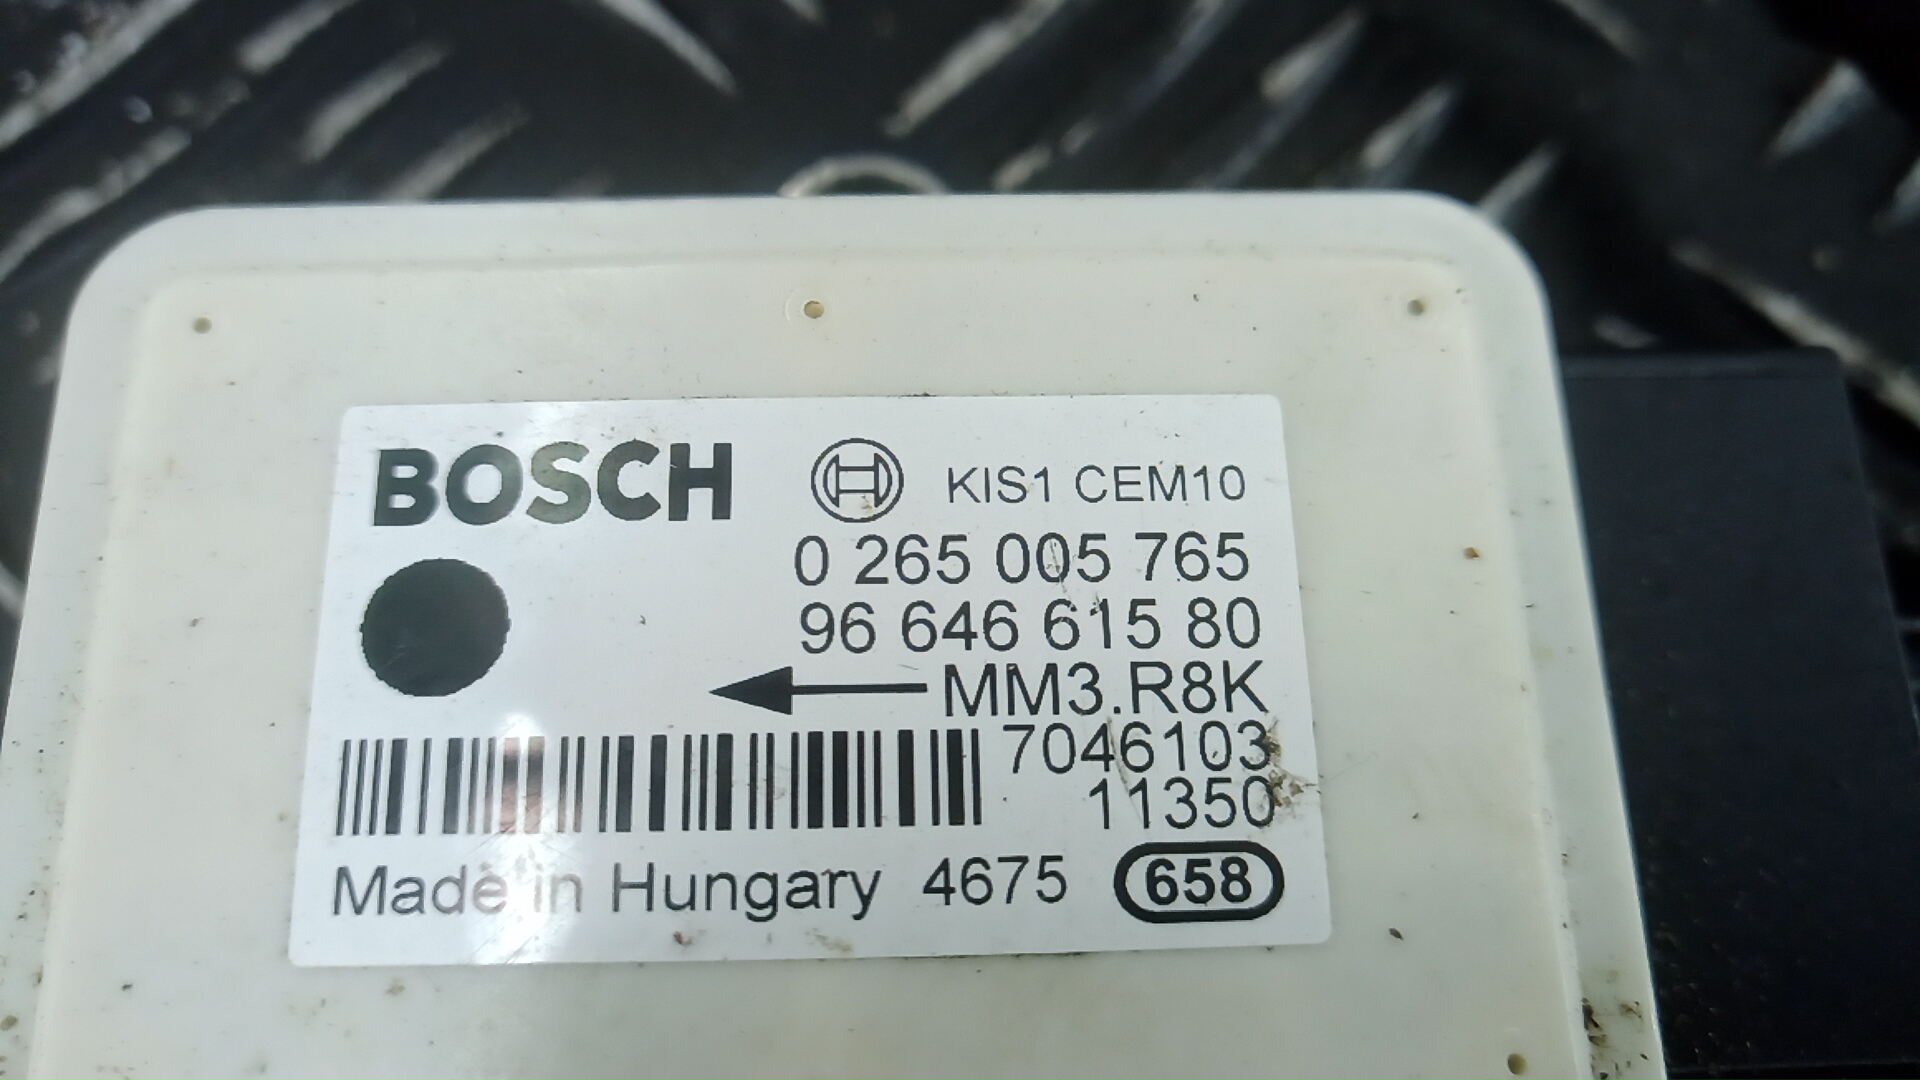 BOSCH KIS1 CEM10
0 265 005 765
96 646 615 80
MM3.R8K
7046103
11350
Made in Hungary 4675 658